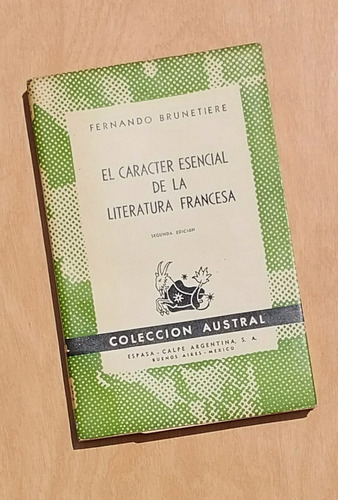 FERNANDO BRUNETIERE
EL CARACTER ESENCIAL
DE LA
LITERATURA FRANCESA
SEGUNDA EDICION
COLECCION AUSTRAL
ESPASA - CALPE ARGENTINA, S. A.
BUENOS AIRES - MEXICO